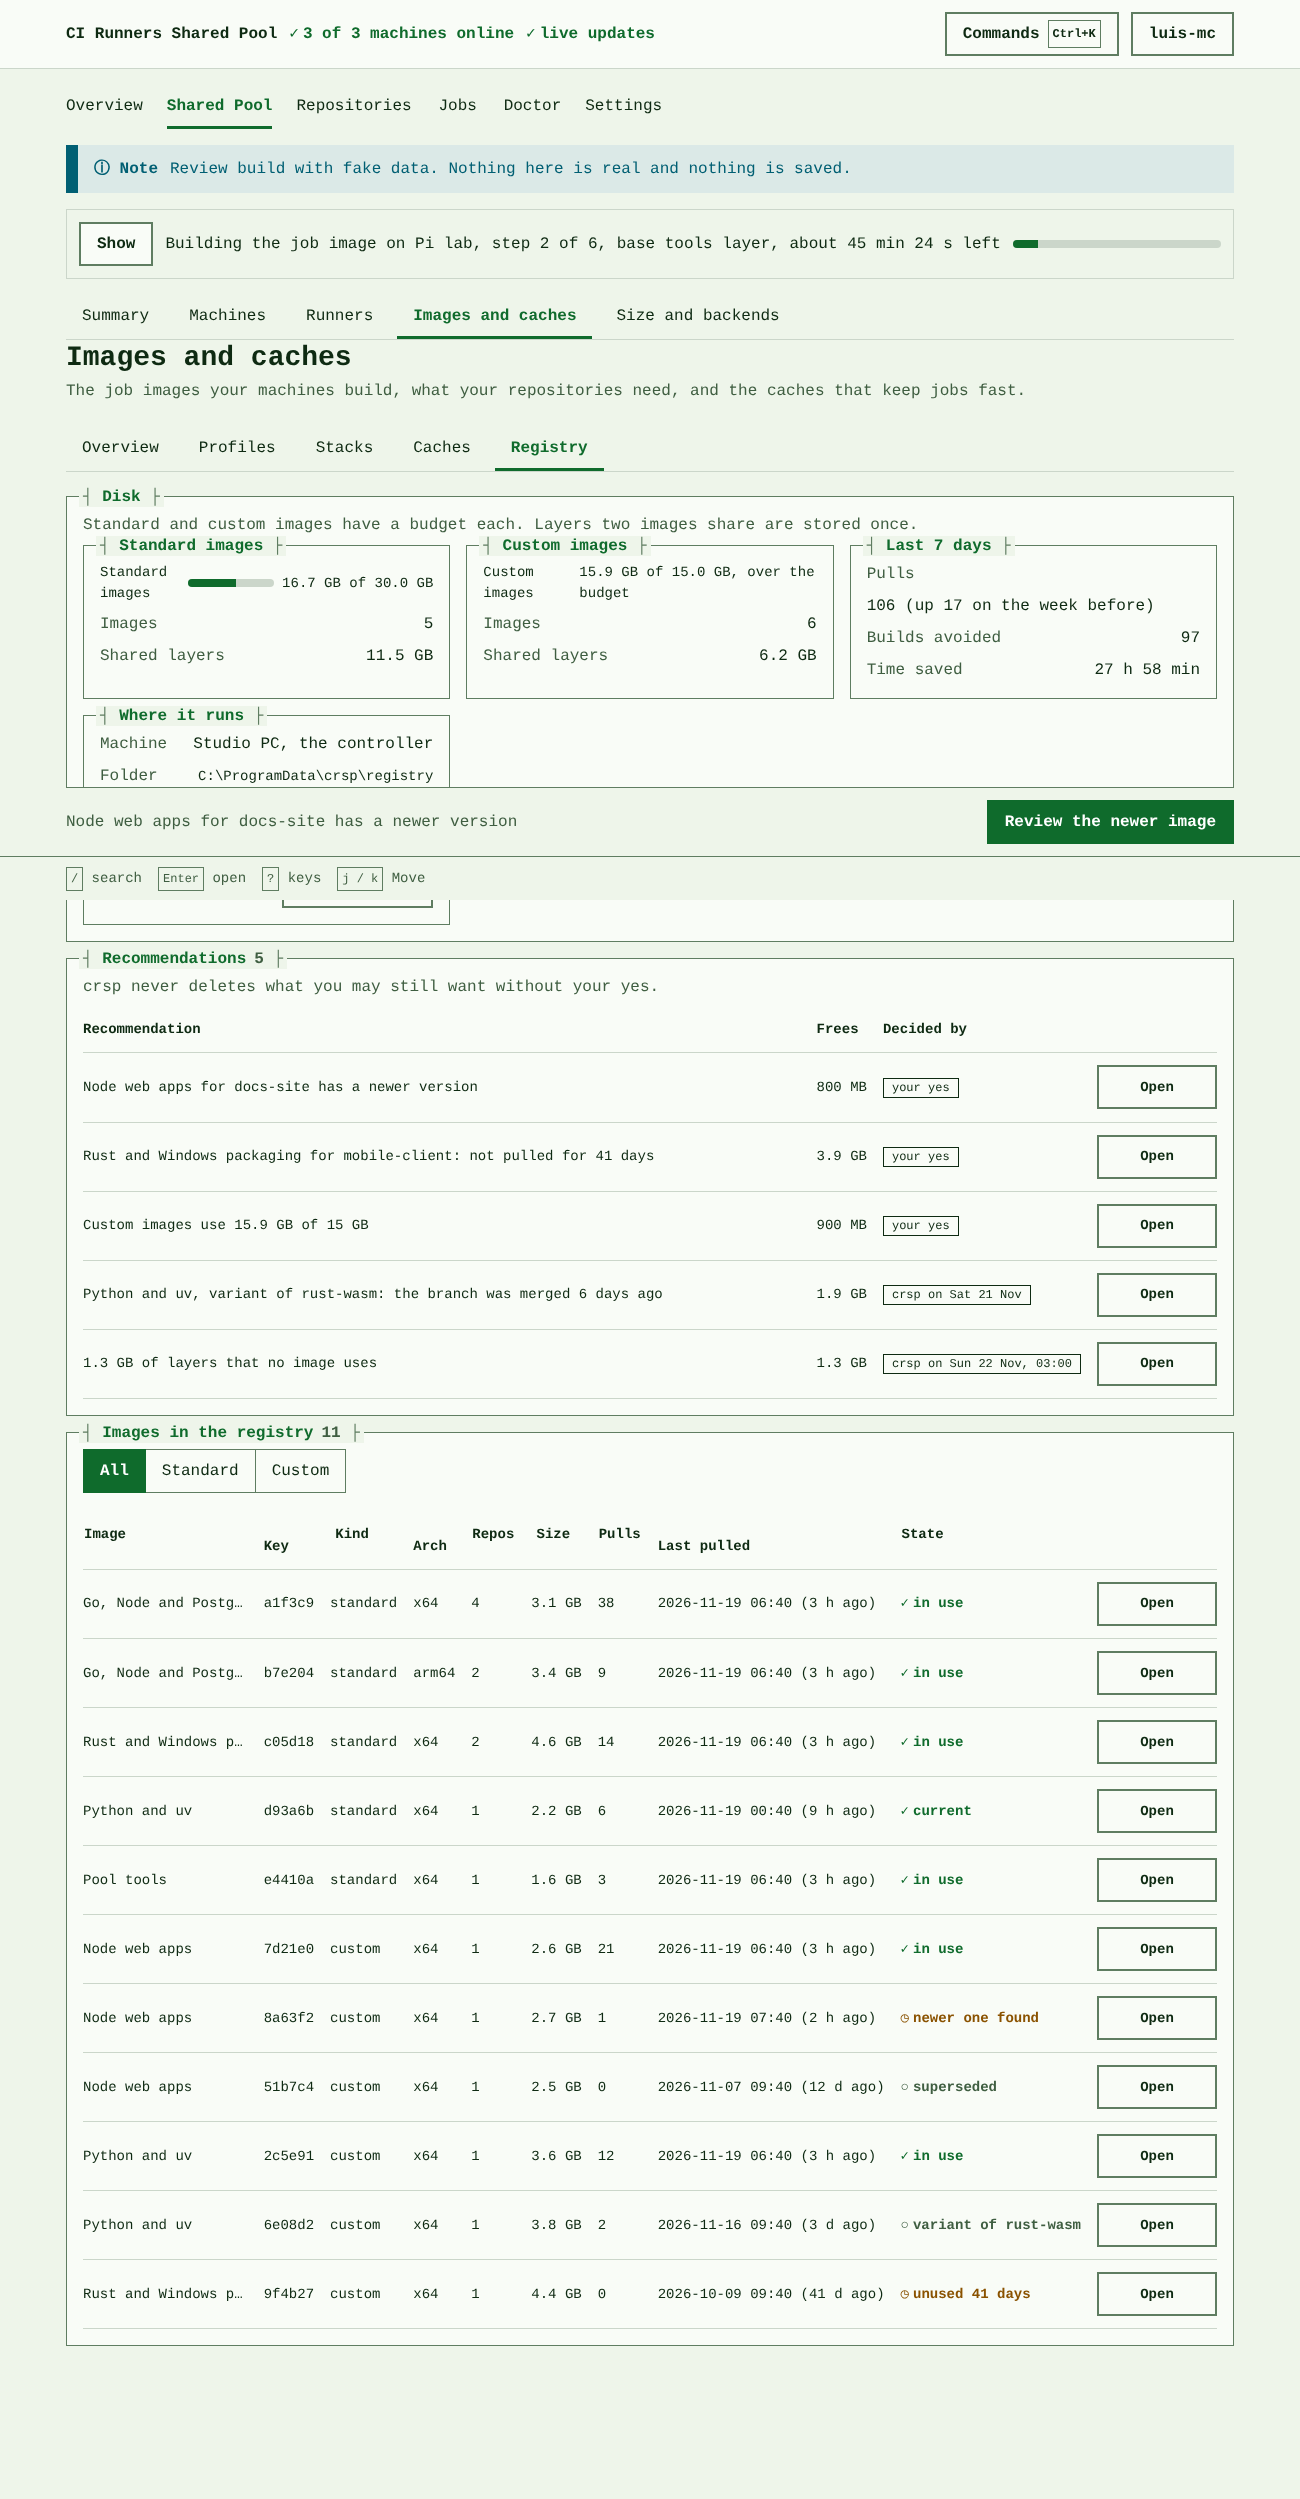 CI Runners Shared Pool ✓ 3 of 3 machines online ✓ live updates Commands Ctrl+K luis-mc
Overview Shared Pool Repositories Jobs Doctor Settings
ⓘ Note Review build with fake data. Nothing here is real and nothing is saved.
Show Building the job image on Pi lab, step 2 of 6, base tools layer, about 45 min 24 s left
Summary Machines Runners Images and caches Size and backends
Images and caches
The job images your machines build, what your repositories need, and the caches that keep jobs fast.
Overview Profiles Stacks Caches Registry
Disk
Standard and custom images have a budget each. Layers two images share are stored once.
Standard images
Standard images 16.7 GB of 30.0 GB
Images 5
Shared layers 11.5 GB
Custom images
Custom images 15.9 GB of 15.0 GB, over the budget
Images 6
Shared layers 6.2 GB
Last 7 days
Pulls
106 (up 17 on the week before)
Builds avoided 97
Time saved 27 h 58 min
Where it runs
Machine Studio PC, the controller
Folder C:\ProgramData\crsp\registry
Node web apps for docs-site has a newer version Review the newer image
/ search Enter open ? keys j / k Move
Recommendations 5
crsp never deletes what you may still want without your yes.
Recommendation Frees Decided by
Node web apps for docs-site has a newer version 800 MB your yes Open
Rust and Windows packaging for mobile-client: not pulled for 41 days 3.9 GB your yes Open
Custom images use 15.9 GB of 15 GB 900 MB your yes Open
Python and uv, variant of rust-wasm: the branch was merged 6 days ago 1.9 GB crsp on Sat 21 Nov Open
1.3 GB of layers that no image uses 1.3 GB crsp on Sun 22 Nov, 03:00 Open
Images in the registry 11
All Standard Custom
Image Key Kind Arch Repos Size Pulls Last pulled State
Go, Node and Postg… a1f3c9 standard x64 4 3.1 GB 38 2026-11-19 06:40 (3 h ago) ✓ in use Open
Go, Node and Postg… b7e204 standard arm64 2 3.4 GB 9 2026-11-19 06:40 (3 h ago) ✓ in use Open
Rust and Windows p… c05d18 standard x64 2 4.6 GB 14 2026-11-19 06:40 (3 h ago) ✓ in use Open
Python and uv d93a6b standard x64 1 2.2 GB 6 2026-11-19 00:40 (9 h ago) ✓ current Open
Pool tools e4410a standard x64 1 1.6 GB 3 2026-11-19 06:40 (3 h ago) ✓ in use Open
Node web apps 7d21e0 custom x64 1 2.6 GB 21 2026-11-19 06:40 (3 h ago) ✓ in use Open
Node web apps 8a63f2 custom x64 1 2.7 GB 1 2026-11-19 07:40 (2 h ago) ◷ newer one found Open
Node web apps 51b7c4 custom x64 1 2.5 GB 0 2026-11-07 09:40 (12 d ago) ○ superseded Open
Python and uv 2c5e91 custom x64 1 3.6 GB 12 2026-11-19 06:40 (3 h ago) ✓ in use Open
Python and uv 6e08d2 custom x64 1 3.8 GB 2 2026-11-16 09:40 (3 d ago) ○ variant of rust-wasm Open
Rust and Windows p… 9f4b27 custom x64 1 4.4 GB 0 2026-10-09 09:40 (41 d ago) ◷ unused 41 days Open